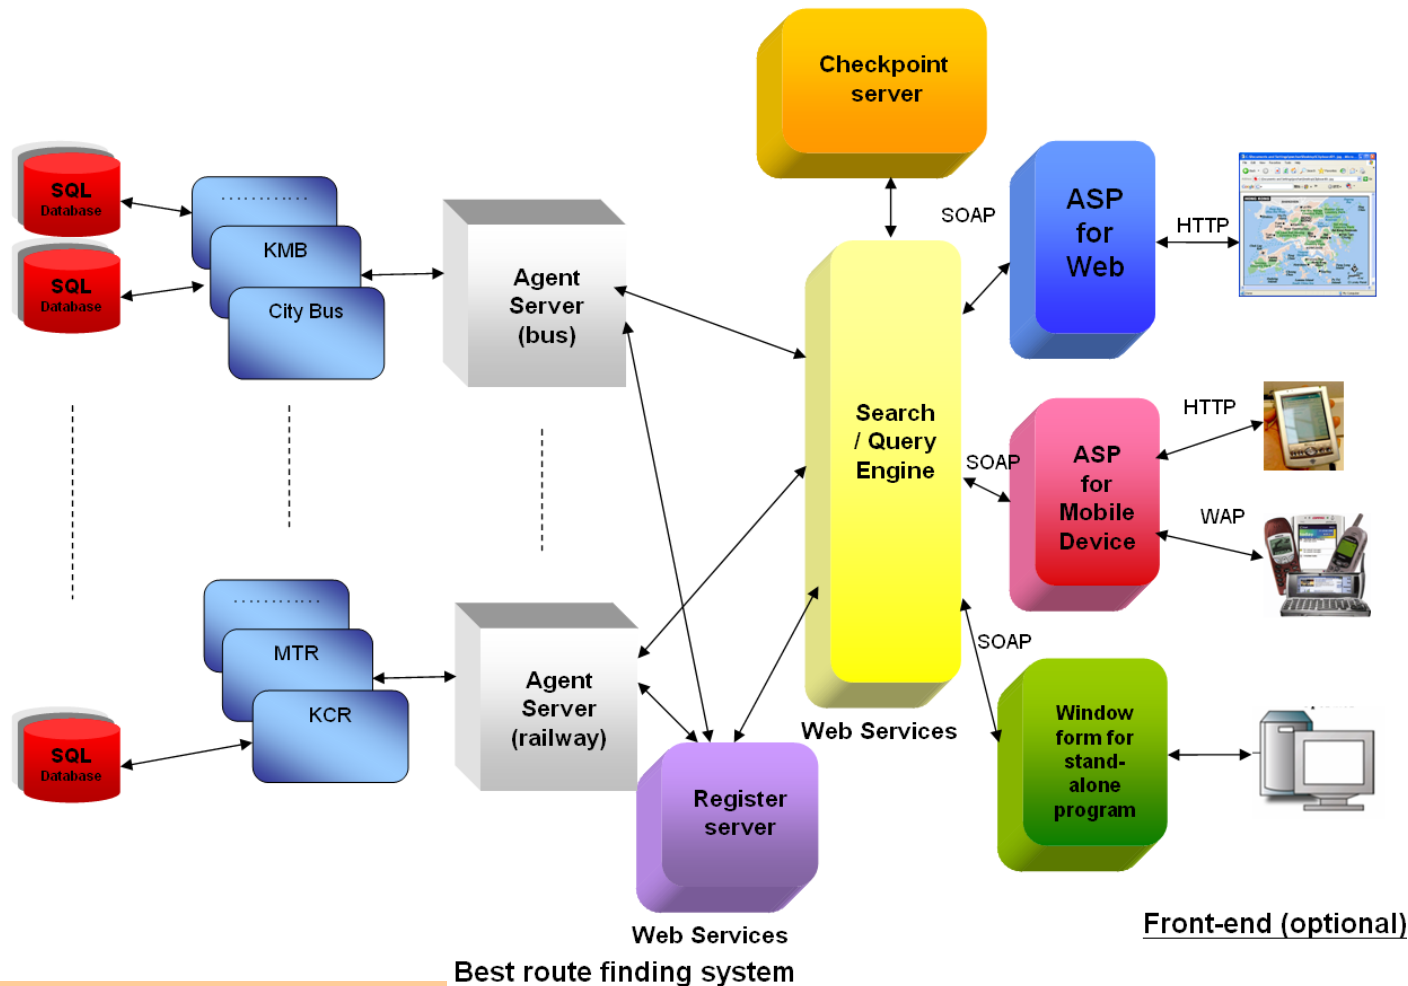 Checkpoint
server
SQL
Database
SQL
Database
............
KMB
City Bus
Agent
Server
(bus)
SOAP
ASP
for
Web
HTTP
HONG KONG
Search
/ Query
Engine
SOAP
ASP
for
Mobile
Device
HTTP
WAP
............
MTR
KCR
SQL
Database
Agent
Server
(railway)
SOAP
Web Services
Window
form for
stand-
alone
program
Register
server
Web Services
Front-end (optional)
Best route finding system